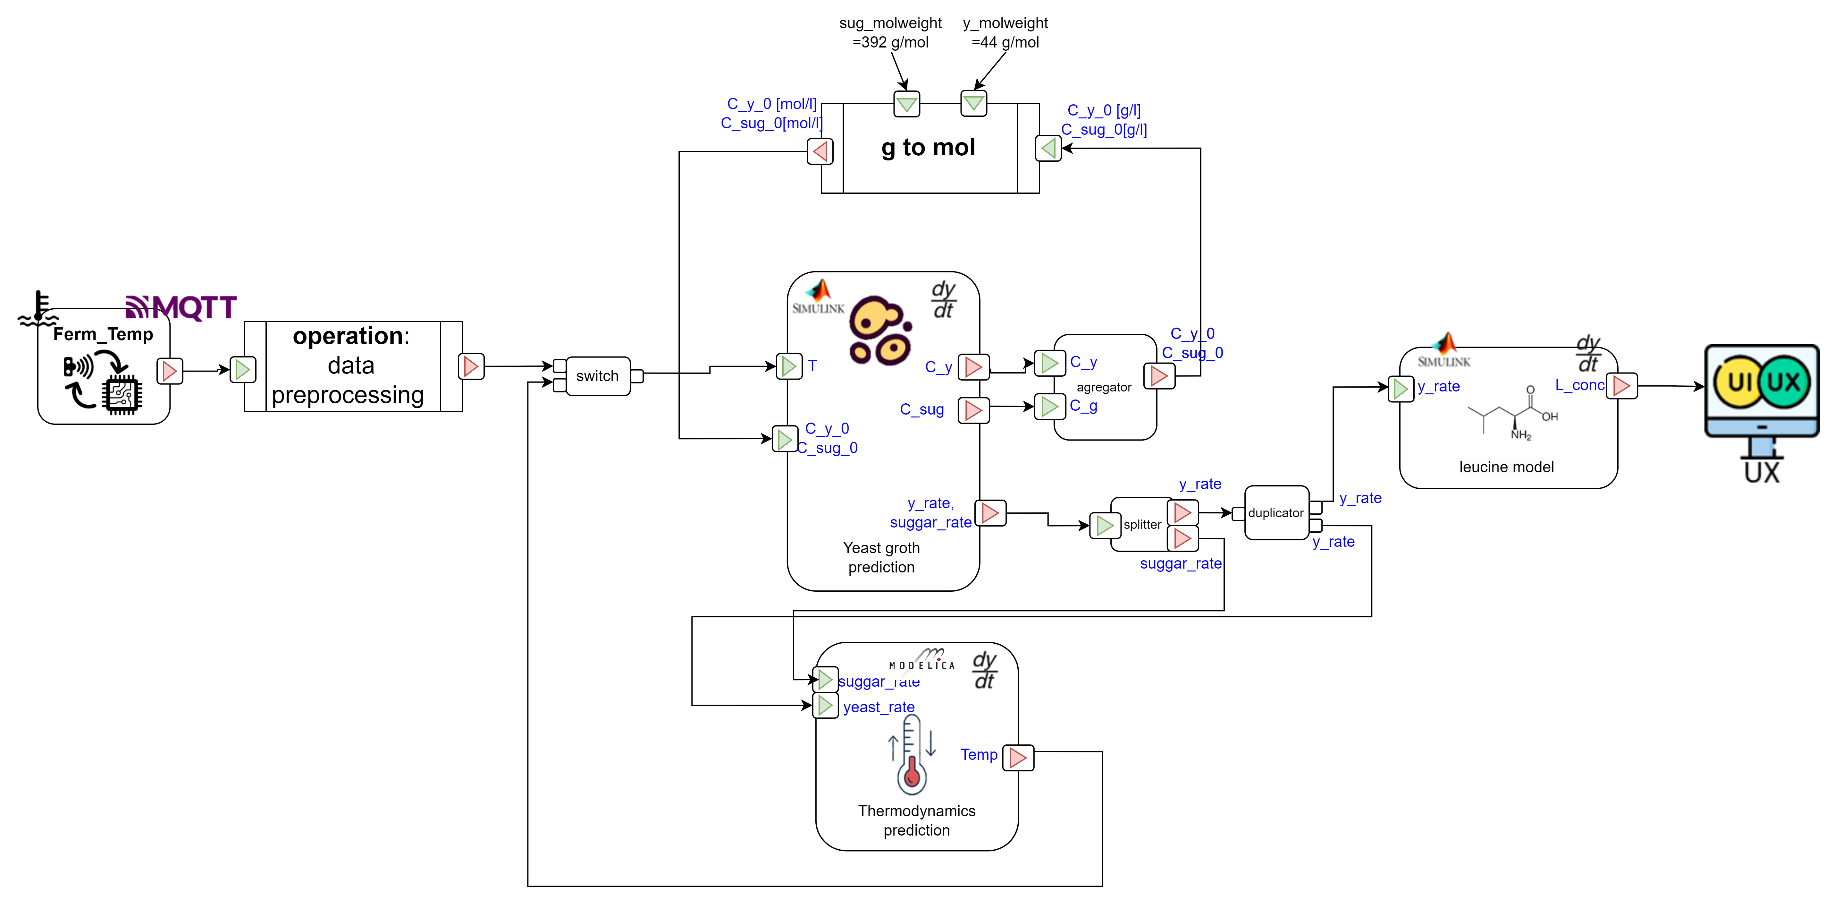 sug_molweight
=392 g/mol
y_molweight
=44 g/mol
C_y_0 [mol/l]
C_sug_0[mol/l]
g to mol
C_y_0 [g/l]
C_sug_0[g/l]
MQTT
Ferm_Temp
operation:
data
preprocessing
switch
SIMULINK
dy
dt
T
C_y_0
C_sug_0
C_y
C_sug
y_rate,
suggar_rate
Yeast groth
prediction
C_y
agregator
C_g
C_y_0
C_sug_0
splitter
y_rate
suggar_rate
duplicator
y_rate
y_rate
SIMULINK
dy
dt
y_rate
L_conc
O
OH
NH2
leucine model
UI UX
UX
MODELICA
dy
dt
suggar_rate
yeast_rate
Temp
Thermodynamics
prediction